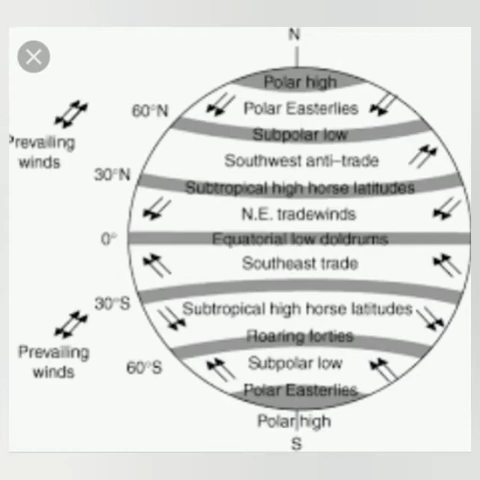 N
Polar high
60°N
Polar Easterlies
Prevailing
winds
Subpolar low
Southwest anti-trade
30°N
Subtropical high horse latitudes
N.E. tradewinds
0°
Equatorial low doldrums
Southeast trade
30°S
Subtropical high horse latitudes
Roaring forties
Prevailing
winds
60°S
Subpolar low
Polar Easterlies
Polar high
S